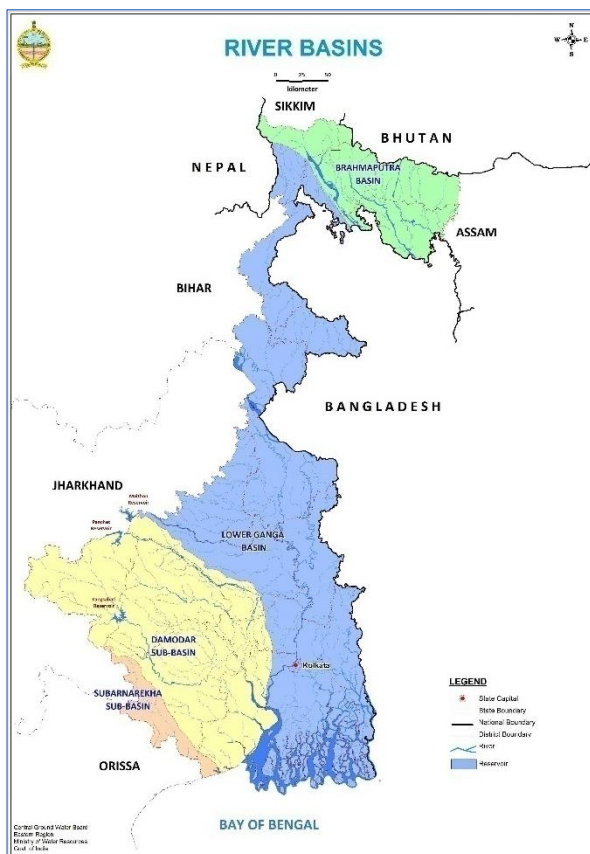 RIVER BASINS
N
W E
S
0 25 50
kilometer
SIKKIM
BHUTAN
NEPAL
BRAHMAPUTRA
BASIN
ASSAM
BIHAR
BANGLADESH
JHARKHAND
Maithon
Reservoir
Panchet
Reservoir
LOWER GANGA
BASIN
Kangsabati
Reservoir
DAMODAR
SUB-BASIN
Kolkata
SUBARNAREKHA
SUB-BASIN
LEGEND
State Capital
State Boundary
National Boundary
District Boundary
River
Reservoir
ORISSA
BAY OF BENGAL
Central Ground Water Board
Eastern Region
Ministry of Water Resources
Govt. of India